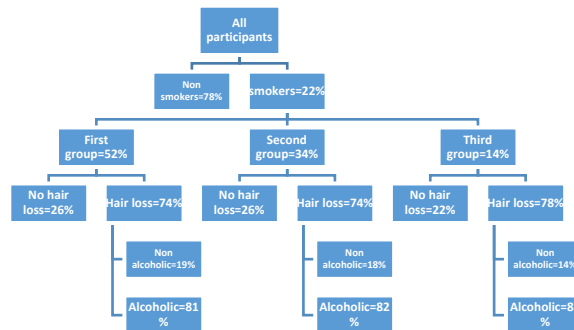 All
participants
Non
smokers=78%
smokers=22%
First
group=52%
Second
group=34%
Third
group=14%
No hair
loss=26%
Hair loss=74%
No hair
loss=26%
Hair loss=74%
No hair
loss=22%
Hair loss=78%
Non
alcoholic=19%
Non
alcoholic=18%
Non
alcoholic=14%
Alcoholic=81
%
Alcoholic=82
%
Alcoholic=8
%